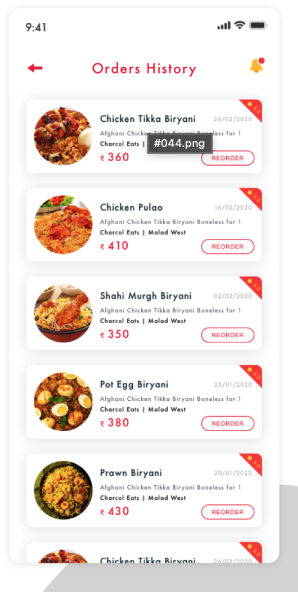 9:41
Orders History
Chicken Tikka Biryani 26/02/2020
Afghani Chicken Tikka Biryani Boneless for 1
Charcol Eats |
#044.png
₹ 360 REORDER
Chicken Pulao 16/02/2020
Afghani Chicken Tikka Biryani Boneless for 1
Charcol Eats | Malad West
₹ 410 REORDER
Shahi Murgh Biryani 02/02/2020
Afghani Chicken Tikka Biryani Boneless for 1
Charcol Eats | Malad West
₹ 350 REORDER
Pot Egg Biryani 25/01/2020
Afghani Chicken Tikka Biryani Boneless for 1
Charcol Eats | Malad West
₹ 380 REORDER
Prawn Biryani 20/01/2020
Afghani Chicken Tikka Biryani Boneless for 1
Charcol Eats | Malad West
₹ 430 REORDER
Chicken Tikka Biryani 26/02/2020